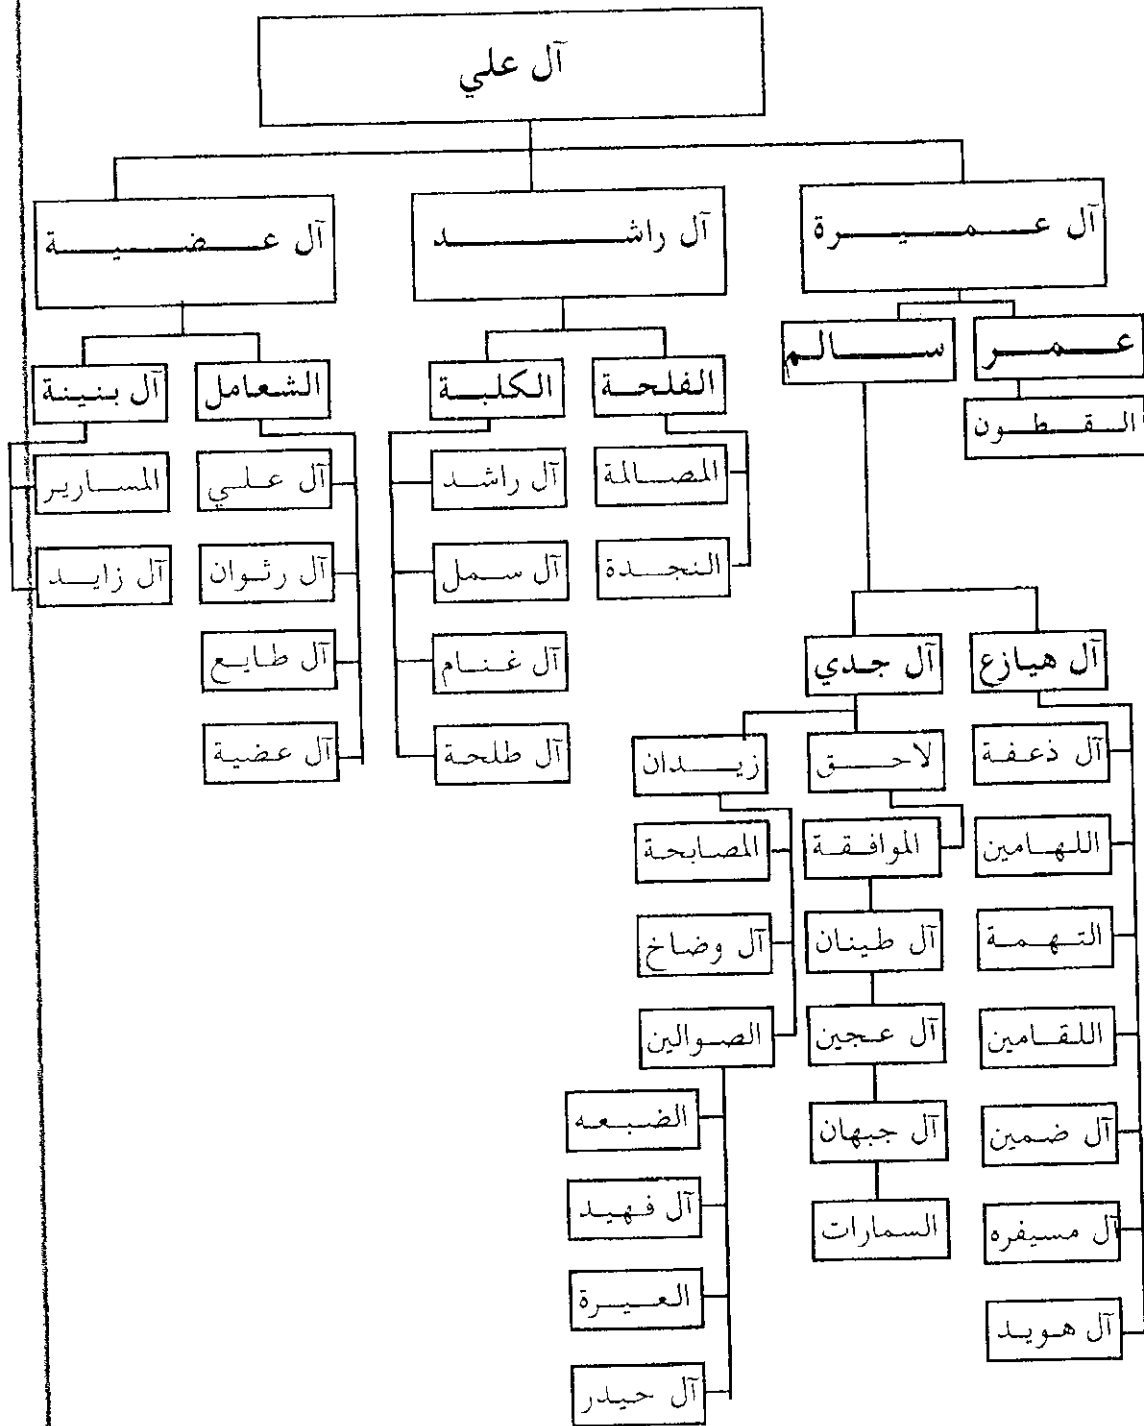 آل علي
آل عميرة
آل راشد
آل عضية
عمر
سالم
الفلحة
الكلبة
الشعامل
آل بنينة
القطون
المصالمة
آل راشد
آل علي
المسارير
النجدة
آل سمل
آل رثوان
آل زايد
آل هيازع
آل جدي
آل غنام
آل طايع
آل ذعفة
لاحق
زيدان
آل طلحة
آل عضية
اللهامين
الموافقة
المصابحة
التهمة
آل طينان
آل وضاخ
اللقامين
آل عجين
الصوالين
آل ضمين
آل جبهان
الضبعه
آل مسيفره
السمارات
آل فهيد
آل هويد
العيرة
آل حيدر